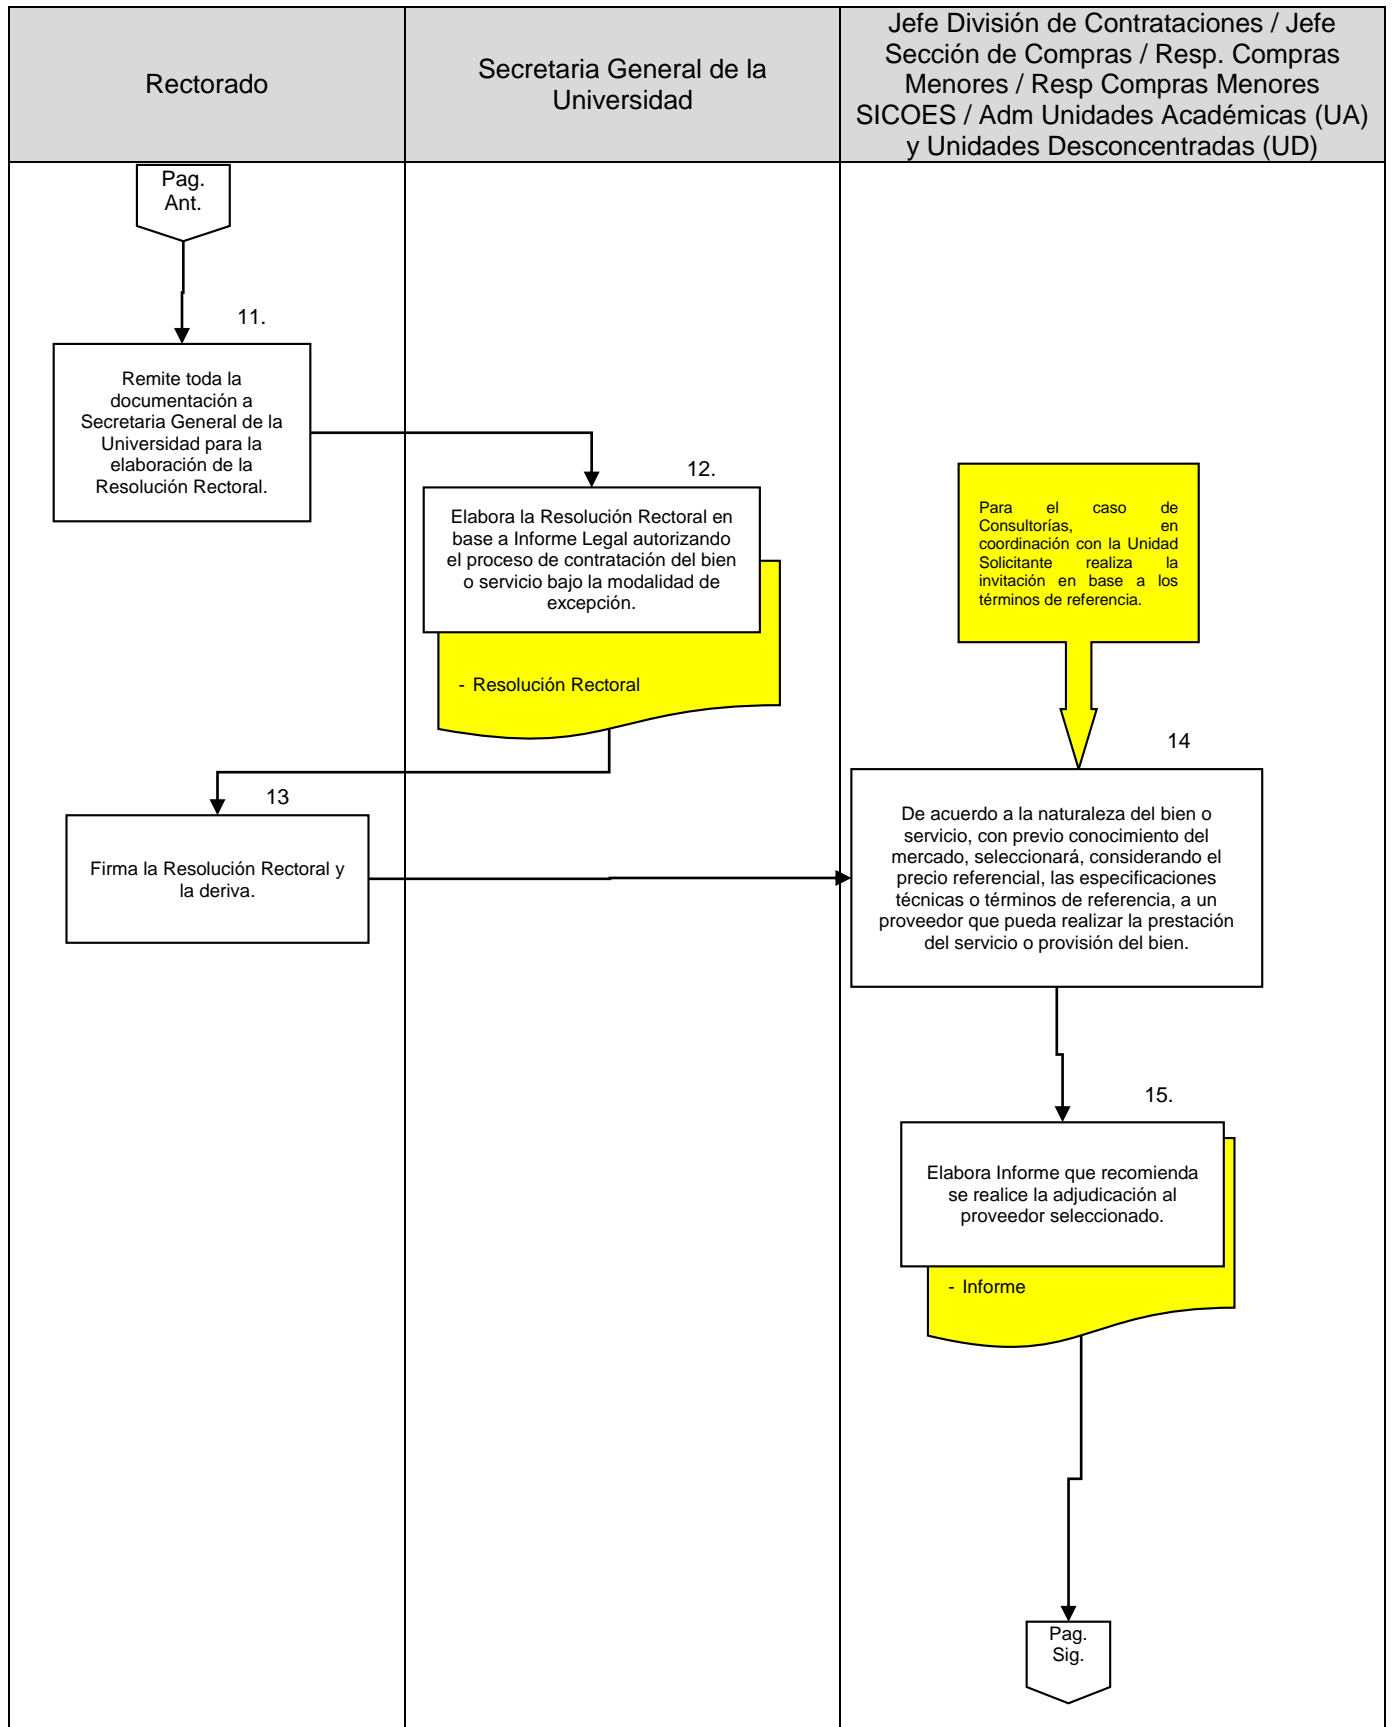 Rectorado
Secretaria General de la
Universidad
Jefe División de Contrataciones / Jefe
Sección de Compras / Resp. Compras
Menores / Resp Compras Menores
SICOES / Adm Unidades Académicas (UA)
y Unidades Desconcentradas (UD)
Pag.
Ant.
11.
Remite toda la
documentación a
Secretaria General de la
Universidad para la
elaboración de la
Resolución Rectoral.
12.
Elabora la Resolución Rectoral en
base a Informe Legal autorizando
el proceso de contratación del bien
o servicio bajo la modalidad de
excepción.
- Resolución Rectoral
13
Firma la Resolución Rectoral y
la deriva.
Para el caso de
Consultorías, en
coordinación con la Unidad
Solicitante realiza la
invitación en base a los
términos de referencia.
14
De acuerdo a la naturaleza del bien o
servicio, con previo conocimiento del
mercado, seleccionará, considerando el
precio referencial, las especificaciones
técnicas o términos de referencia, a un
proveedor que pueda realizar la prestación
del servicio o provisión del bien.
15.
Elabora Informe que recomienda
se realice la adjudicación al
proveedor seleccionado.
- Informe
Pag.
Sig.